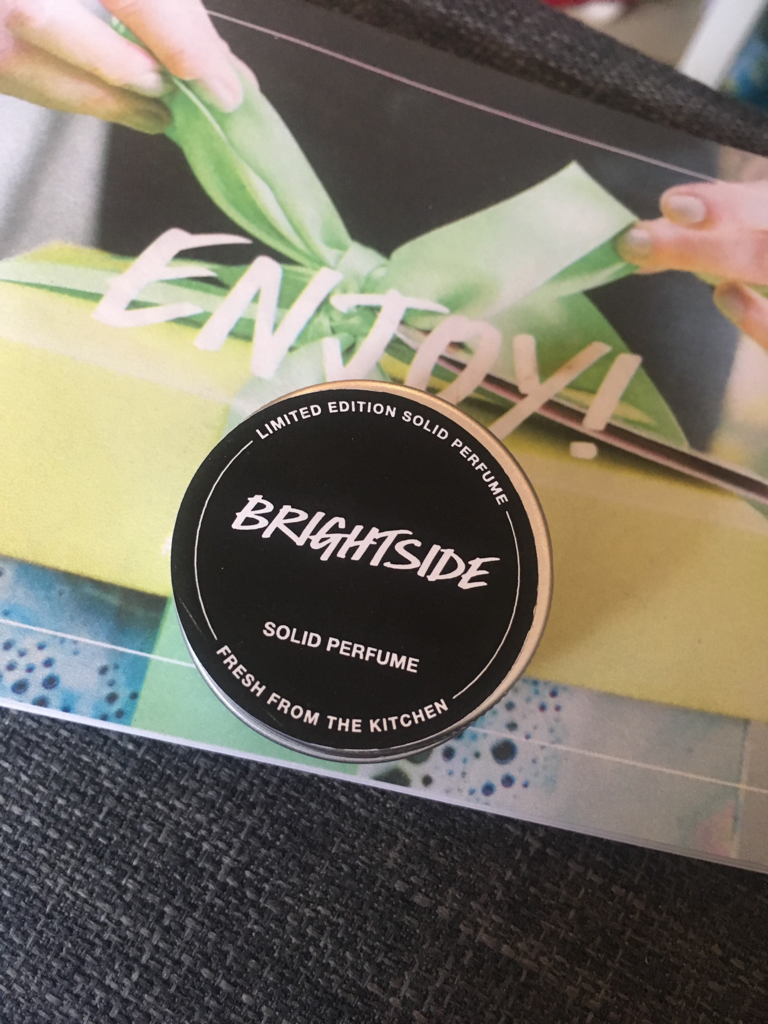 ENJOY!
LIMITED EDITION SOLID PERFUME
BRIGHTSIDE
SOLID PERFUME
FRESH FROM THE KITCHEN